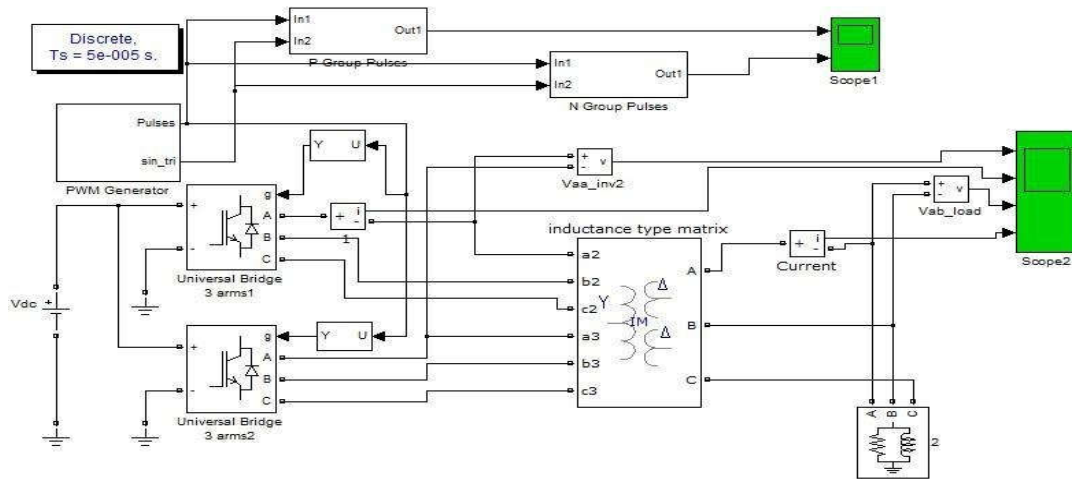 Discrete,
Ts = 5e-005 s.
In1
In2
Out1
P Group Pulses
In1
In2
Out1
N Group Pulses
Scope1
Pulses
sin_tri
PWM Generator
Y U
g
+
-
A
B
C
Universal Bridge
3 arms1
+ i
-
1
+
-
v
Vaa_inv2
+
-
v
Vab_load
Scope2
inductance type matrix
a2
b2
c2
a3
b3
c3
Y
IM
Δ
Δ
A
B
C
+ i
-
Current
Vdc +
Y U
g
+
-
A
B
C
Universal Bridge
3 arms2
A B C
2